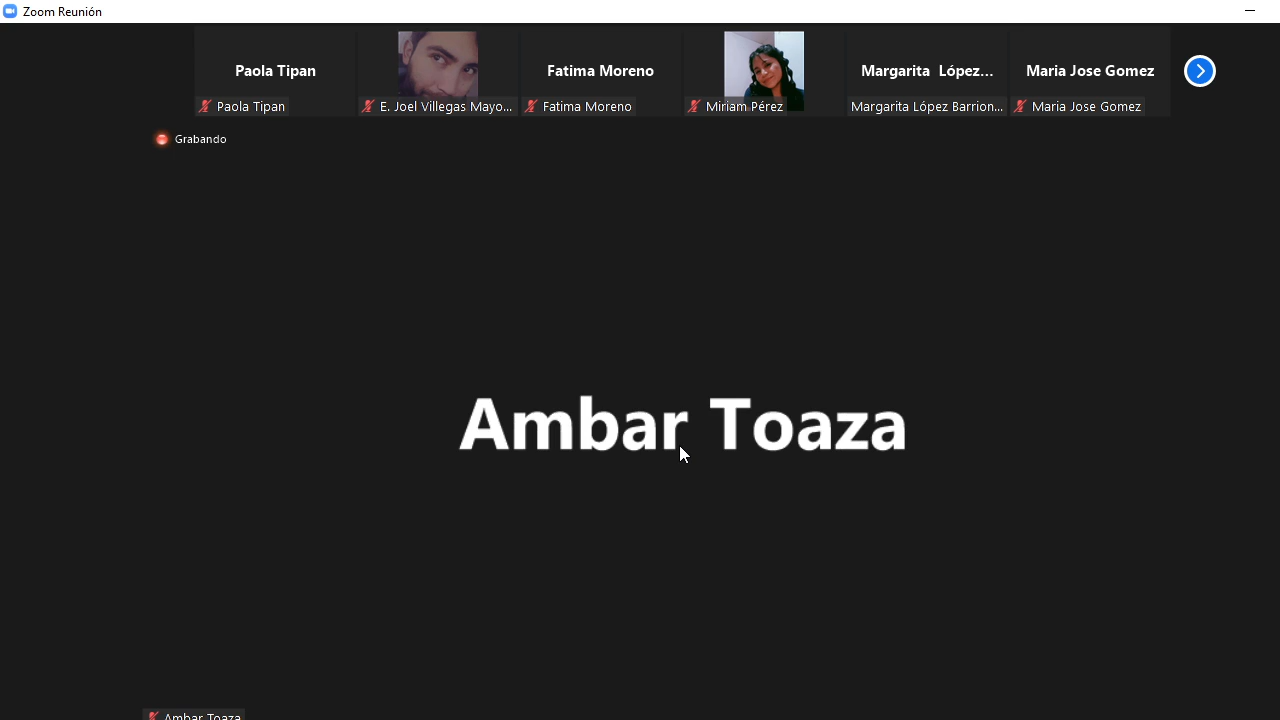 Zoom Reunión
Paola Tipan
Fatima Moreno
Margarita López...
Maria Jose Gomez
Paola Tipan
E. Joel Villegas Mayo...
Fatima Moreno
Miriam Pérez
Margarita López Barrion...
Maria Jose Gomez
Grabando
Ambar Toaza
Ambar Toaza